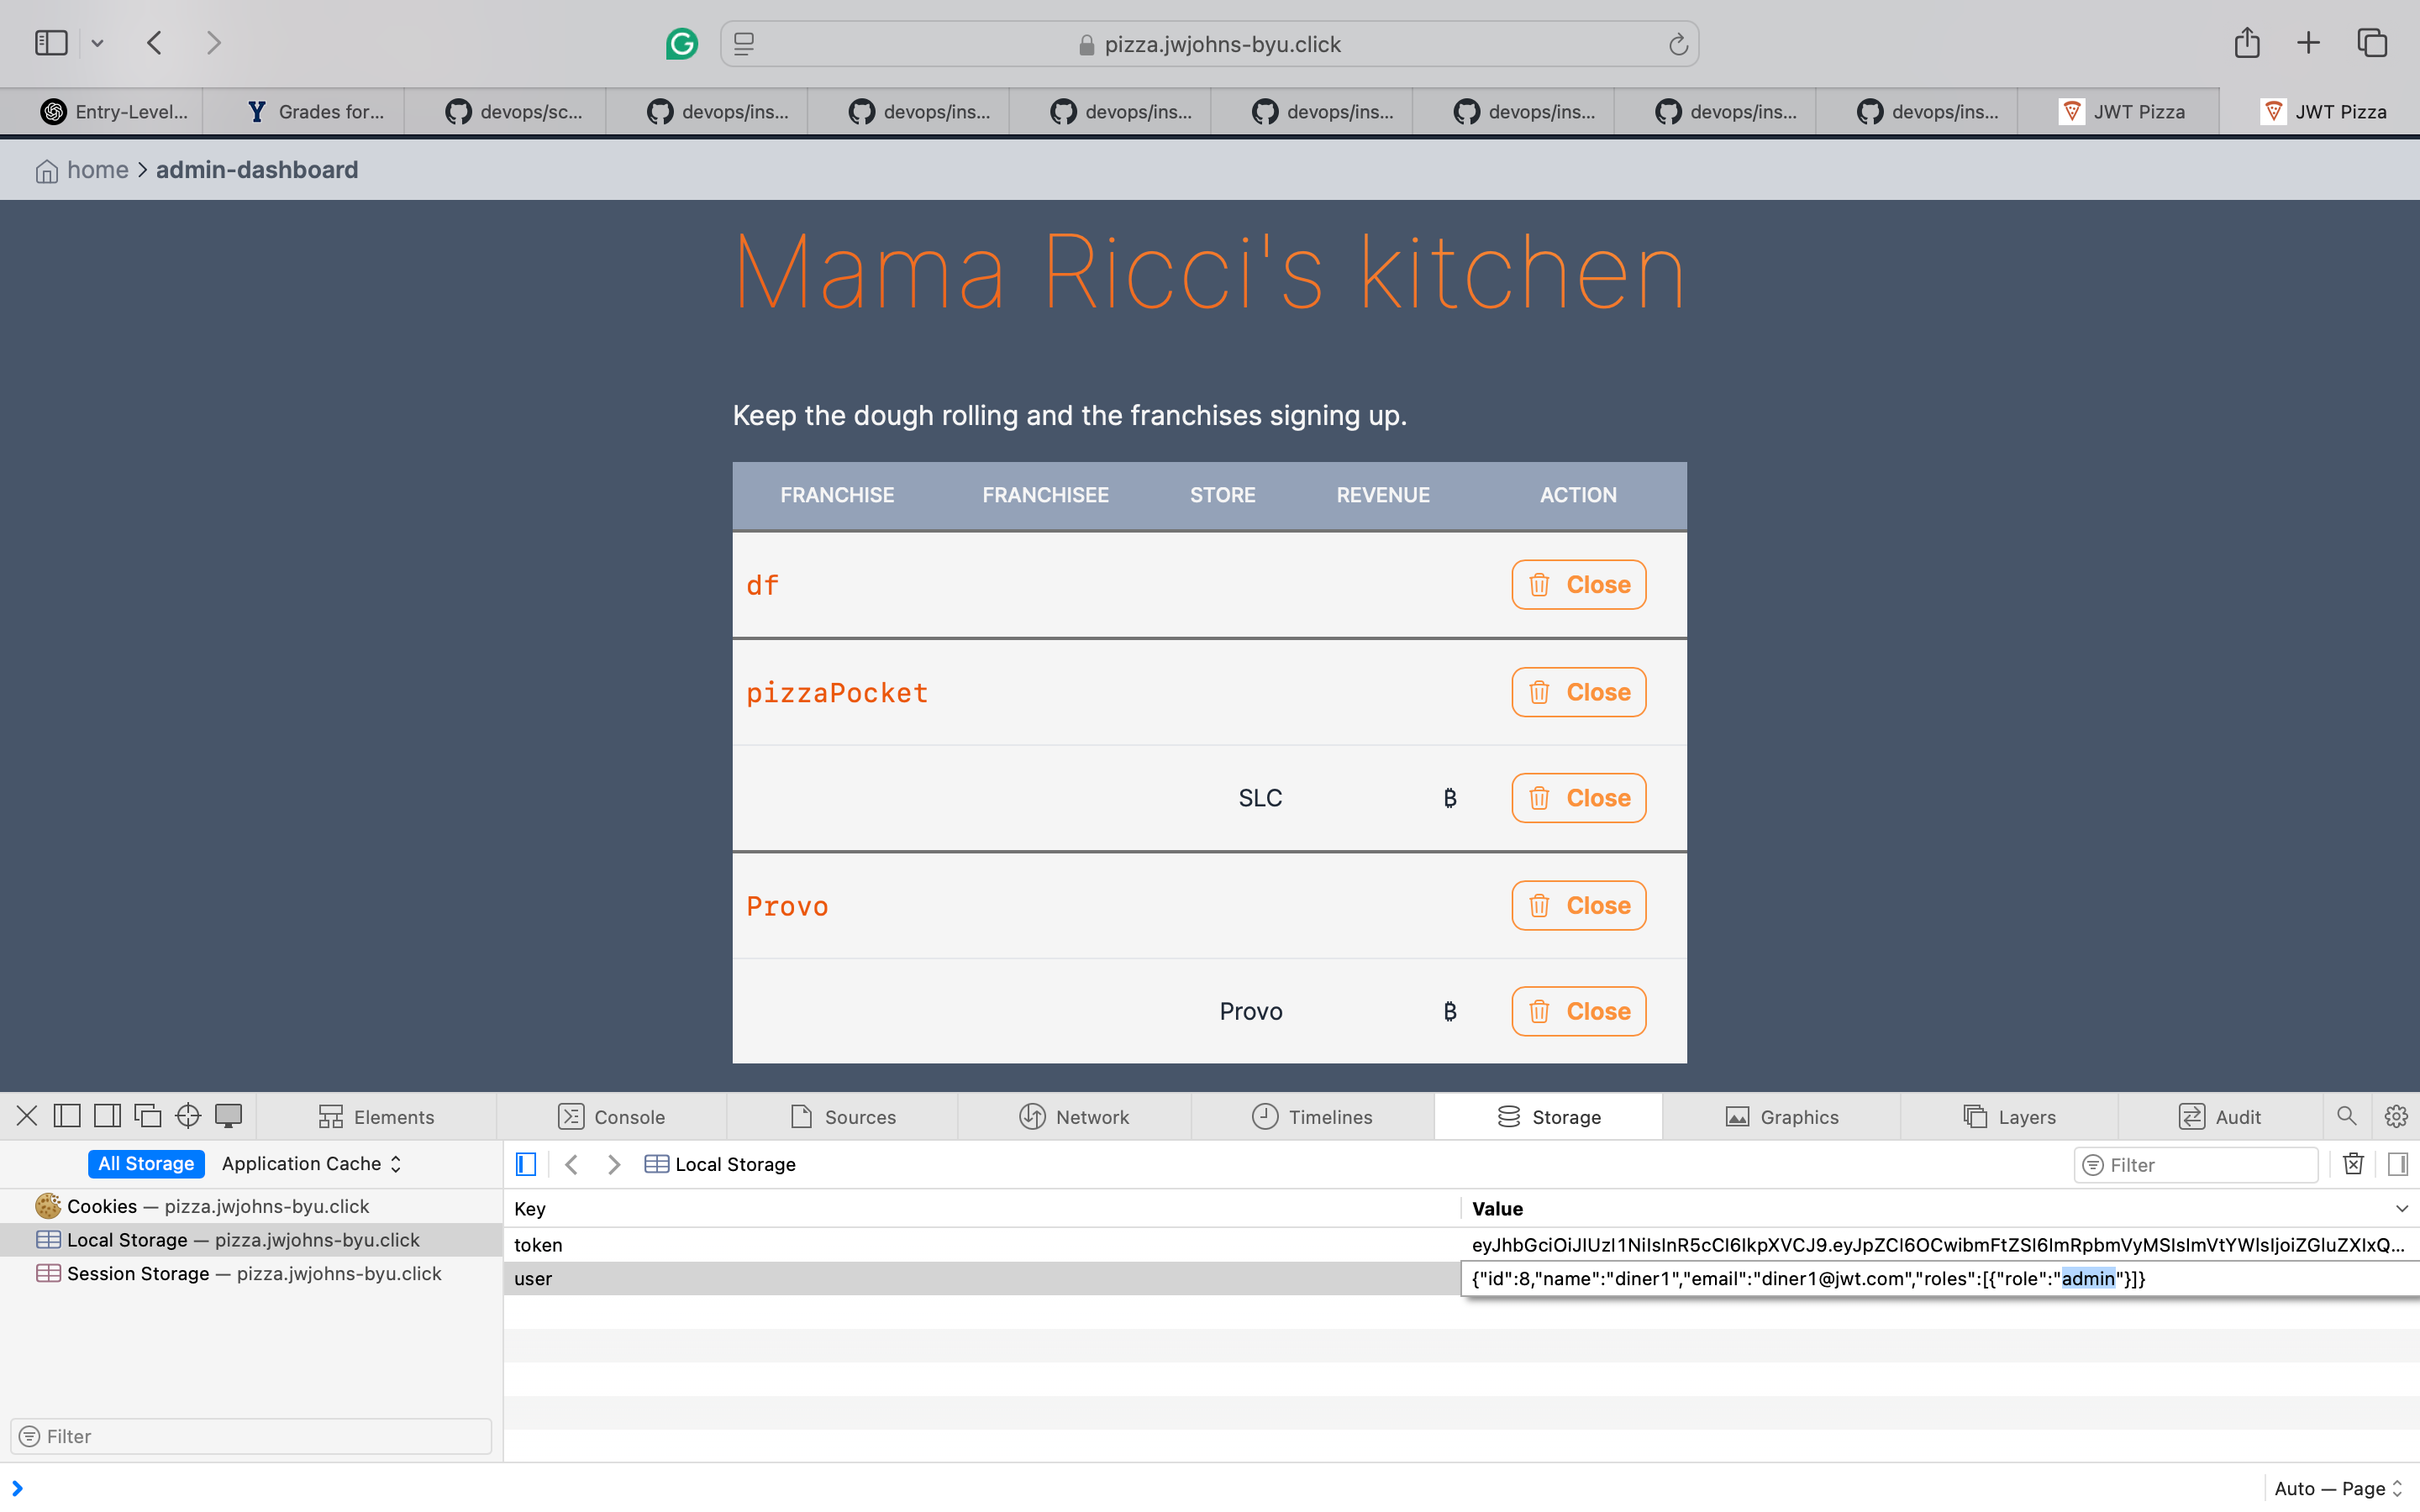 pizza.jwjohns-byu.click
Entry-Level...
Grades for...
devops/sc...
devops/ins...
devops/ins...
devops/ins...
devops/ins...
devops/ins...
devops/ins...
devops/ins...
JWT Pizza
JWT Pizza
home > admin-dashboard
Mama Ricci's kitchen
Keep the dough rolling and the franchises signing up.
FRANCHISE FRANCHISEE STORE REVENUE ACTION
df Close
pizzaPocket Close
SLC ₿ Close
Provo Close
Provo ₿ Close
Elements Console Sources Network Timelines Storage Graphics Layers Audit
All Storage Application Cache Local Storage Filter
Cookies — pizza.jwjohns-byu.click
Local Storage — pizza.jwjohns-byu.click
Session Storage — pizza.jwjohns-byu.click
Filter
Key Value
token eyJhbGciOiJIUzI1NiIsInR5cCI6IkpXVCJ9.eyJpZCI6OCwibmFtZSI6ImRpbmVyMSIsImVtYWlsIjoiZGluZXIxQ...
user {"id":8,"name":"diner1","email":"diner1@jwt.com","roles":[{"role":"admin"}]}
Auto — Page